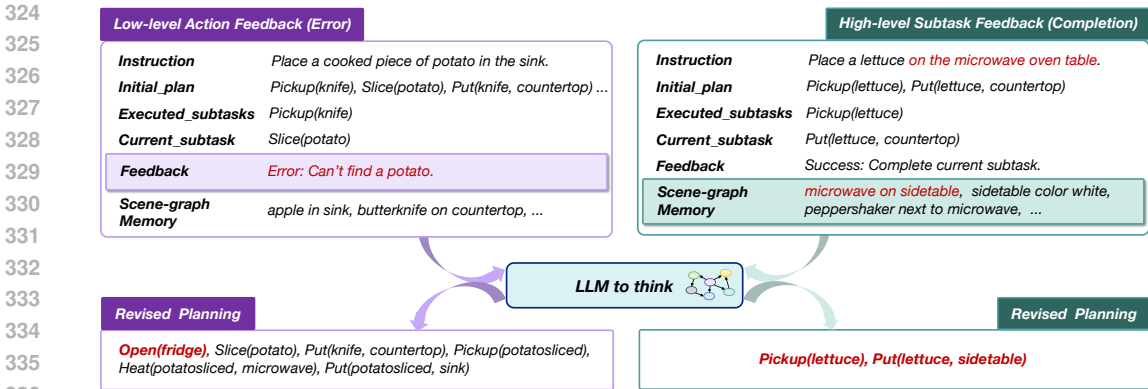 324
325
326
327
328
329
330
331
332
333
334
335
Low-level Action Feedback (Error)
Instruction Place a cooked piece of potato in the sink.
Initial_plan Pickup(knife), Slice(potato), Put(knife, countertop) ...
Executed_subtasks Pickup(knife)
Current_subtask Slice(potato)
Feedback Error: Can't find a potato.
Scene-graph
Memory
apple in sink, butterknife on countertop, ...
High-level Subtask Feedback (Completion)
Instruction Place a lettuce on the microwave oven table.
Initial_plan Pickup(lettuce), Put(lettuce, countertop)
Executed_subtasks Pickup(lettuce)
Current_subtask Put(lettuce, countertop)
Feedback Success: Complete current subtask.
Scene-graph microwave on sidetable, sidetable color white,
Memory peppershaker next to microwave, ...
LLM to think
Revised Planning
Open(fridge), Slice(potato), Put(knife, countertop), Pickup(potatosliced),
Heat(potatosliced, microwave), Put(potatosliced, sink)
Revised Planning
Pickup(lettuce), Put(lettuce, sidetable)